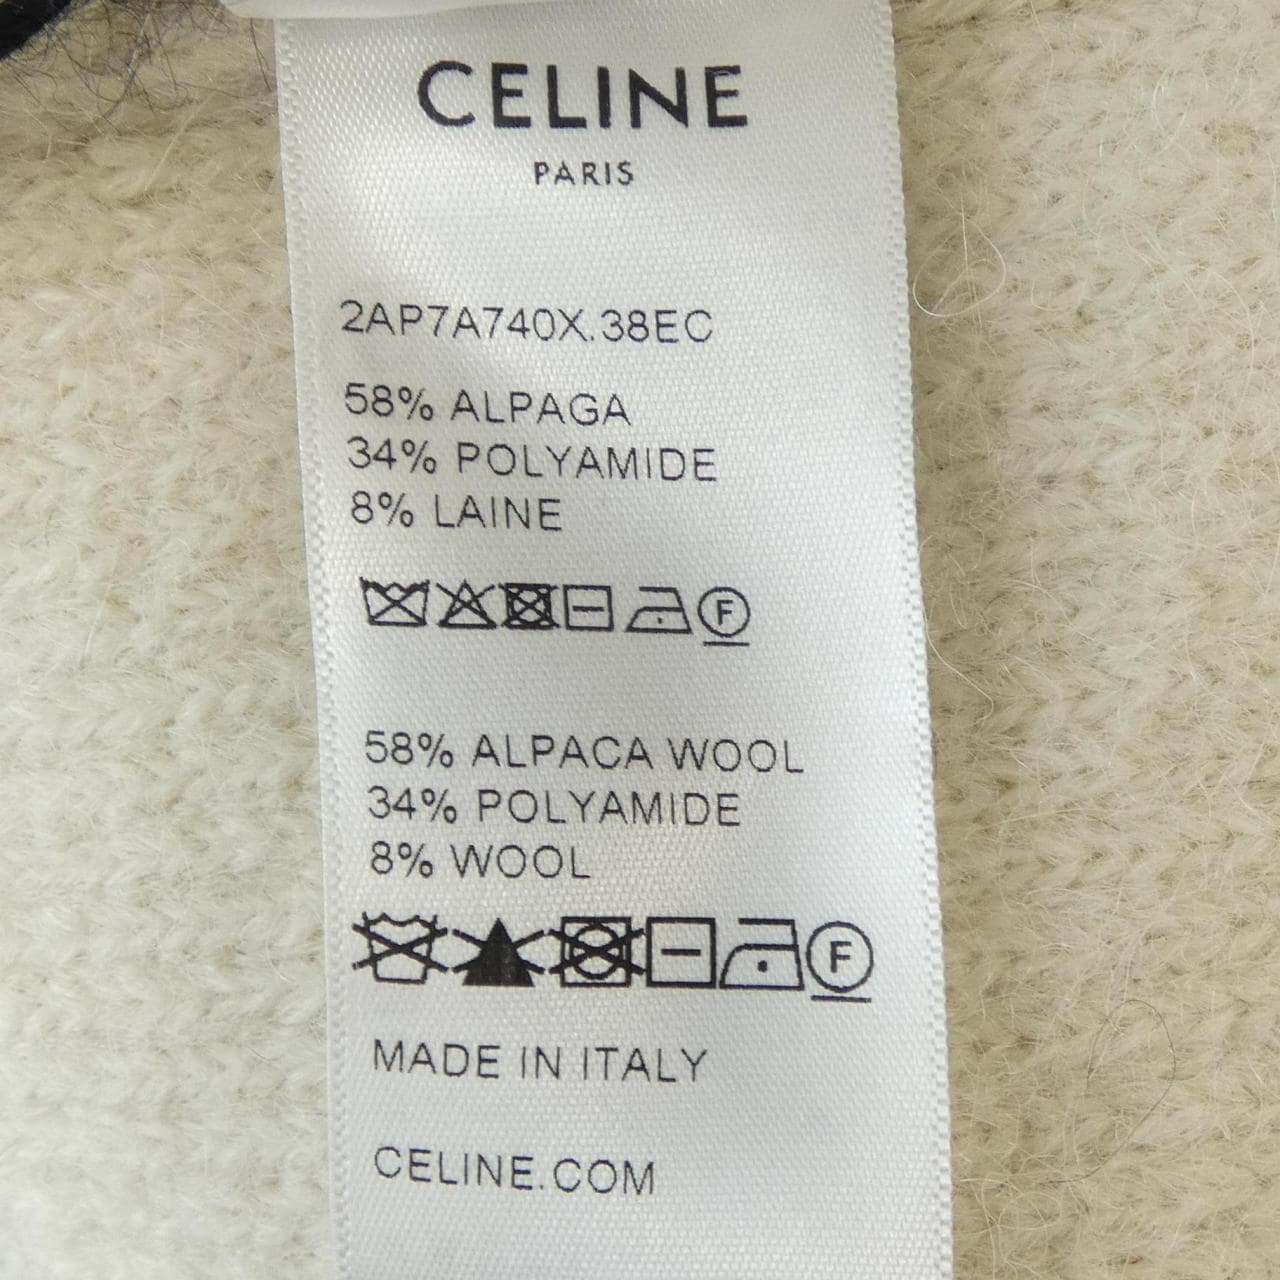 CELINE
PARIS
2AP7A740X.38EC
58% ALPAGA
34% POLYAMIDE
8% LAINE
F
58% ALPACA WOOL
34% POLYAMIDE
8% WOOL
F
MADE IN ITALY
CELINE.COM